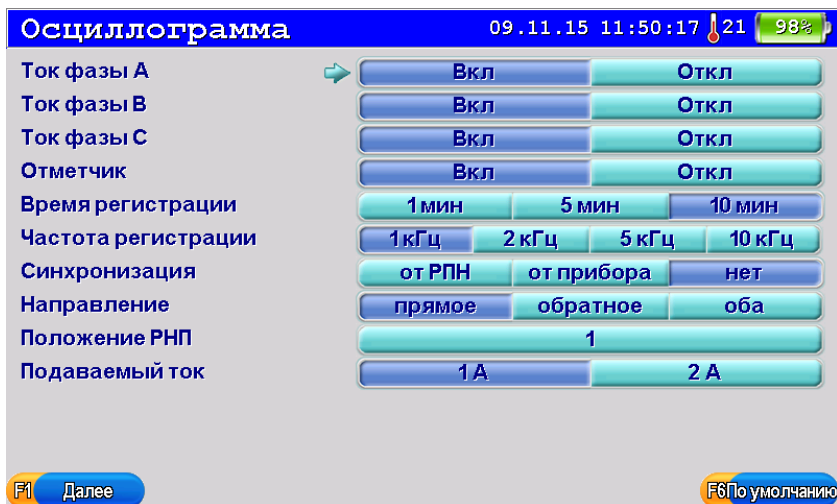 Осциллограмма 09.11.15 11:50:17 21 98%
Ток фазы А Вкл Откл
Ток фазы В Вкл Откл
Ток фазы С Вкл Откл
Отметчик Вкл Откл
Время регистрации 1 мин 5 мин 10 мин
Частота регистрации 1 кГц 2 кГц 5 кГц 10 кГц
Синхронизация от РПН от прибора нет
Направление прямое обратное оба
Положение РНП 1
Подаваемый ток 1 А 2 А
F1 Далее F6 По умолчанию